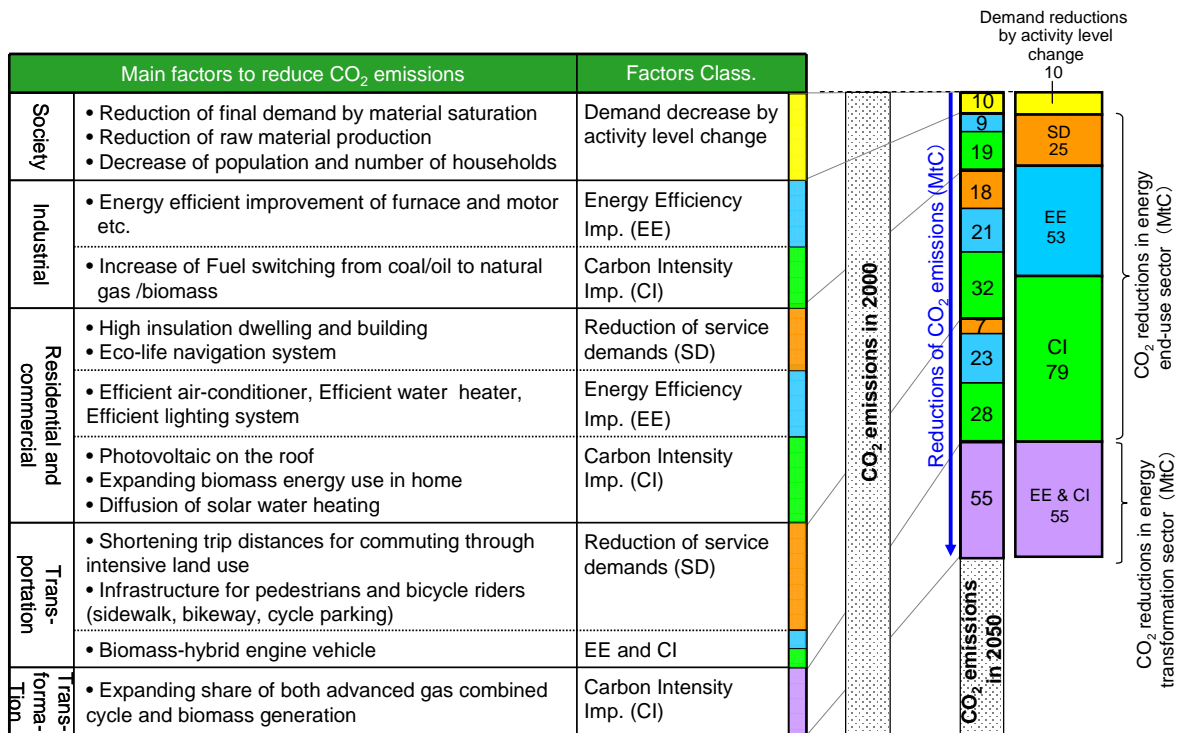 Demand reductions
by activity level
change
10
Main factors to reduce CO2 emissions
Factors Class.
Society
• Reduction of final demand by material saturation
• Reduction of raw material production
• Decrease of population and number of households
Demand decrease by
activity level change
Industrial
• Energy efficient improvement of furnace and motor
etc.
Energy Efficiency
Imp. (EE)
• Increase of Fuel switching from coal/oil to natural
gas /biomass
Carbon Intensity
Imp. (CI)
Residential and
commercial
• High insulation dwelling and building
• Eco-life navigation system
Reduction of service
demands (SD)
• Efficient air-conditioner, Efficient water heater,
Efficient lighting system
Energy Efficiency
Imp. (EE)
• Photovoltaic on the roof
• Expanding biomass energy use in home
• Diffusion of solar water heating
Carbon Intensity
Imp. (CI)
Trans-
portation
• Shortening trip distances for commuting through
intensive land use
• Infrastructure for pedestrians and bicycle riders
(sidewalk, bikeway, cycle parking)
Reduction of service
demands (SD)
• Biomass-hybrid engine vehicle
EE and CI
Trans-
forma-
Tion
• Expanding share of both advanced gas combined
cycle and biomass generation
Carbon Intensity
Imp. (CI)
CO2 emissions in 2000
Reductions of CO2 emissions (MtC)
10
9
19
18
21
32
7
23
28
55
CO2 emissions
in 2050
SD
25
EE
53
CI
79
EE & CI
55
CO2 reductions in energy
end-use sector (MtC)
CO2 reductions in energy
transformation sector (MtC)